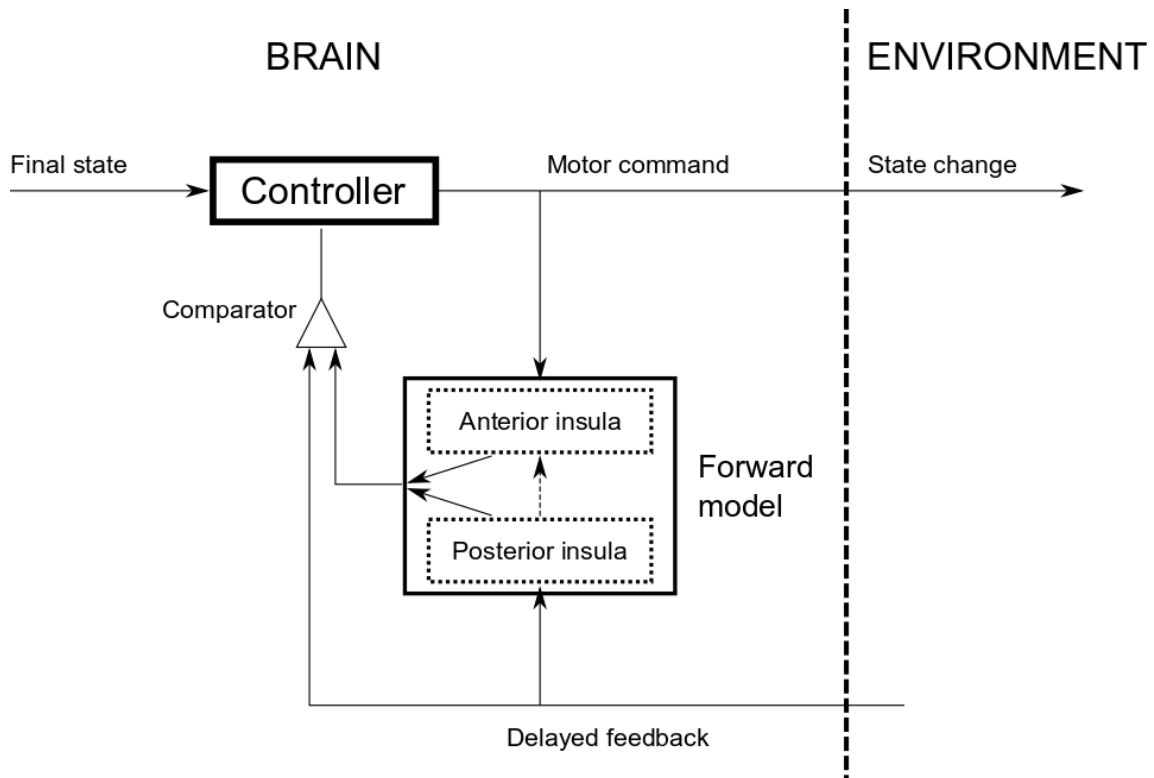 BRAIN
ENVIRONMENT
Final state
Controller
Motor command
State change
Comparator
Anterior insula
Forward
model
Posterior insula
Delayed feedback